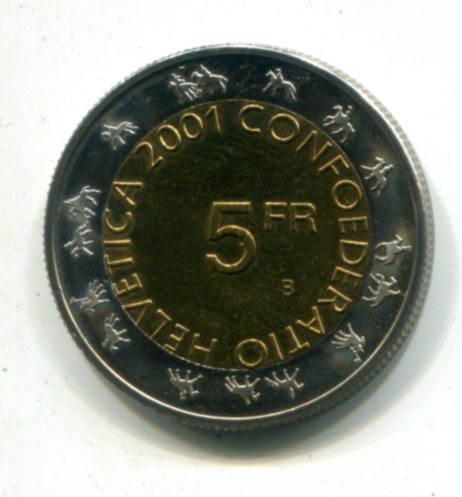 CONFOEDERATIO HELVETICA 2001
5 FR
B